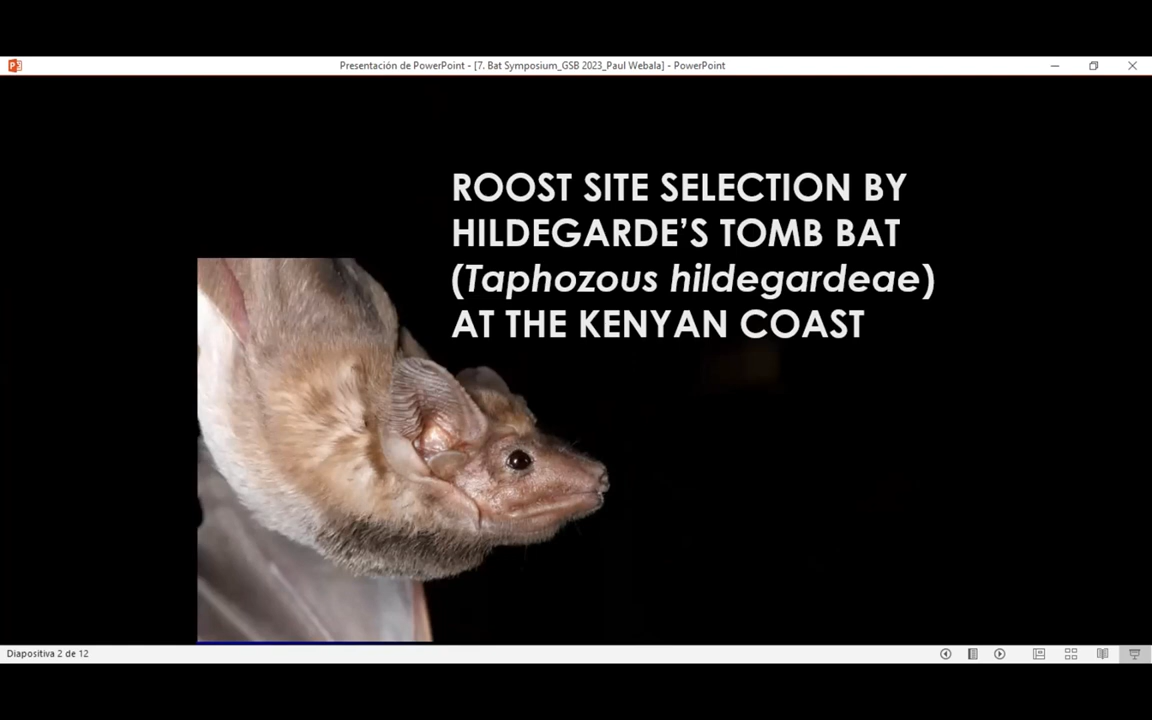 Presentación de PowerPoint - [7. Bat Symposium_GSB 2023_Paul Webala] - PowerPoint
ROOST SITE SELECTION BY
HILDEGARDE’S TOMB BAT
(Taphozous hildegardeae)
AT THE KENYAN COAST
Diapositiva 2 de 12